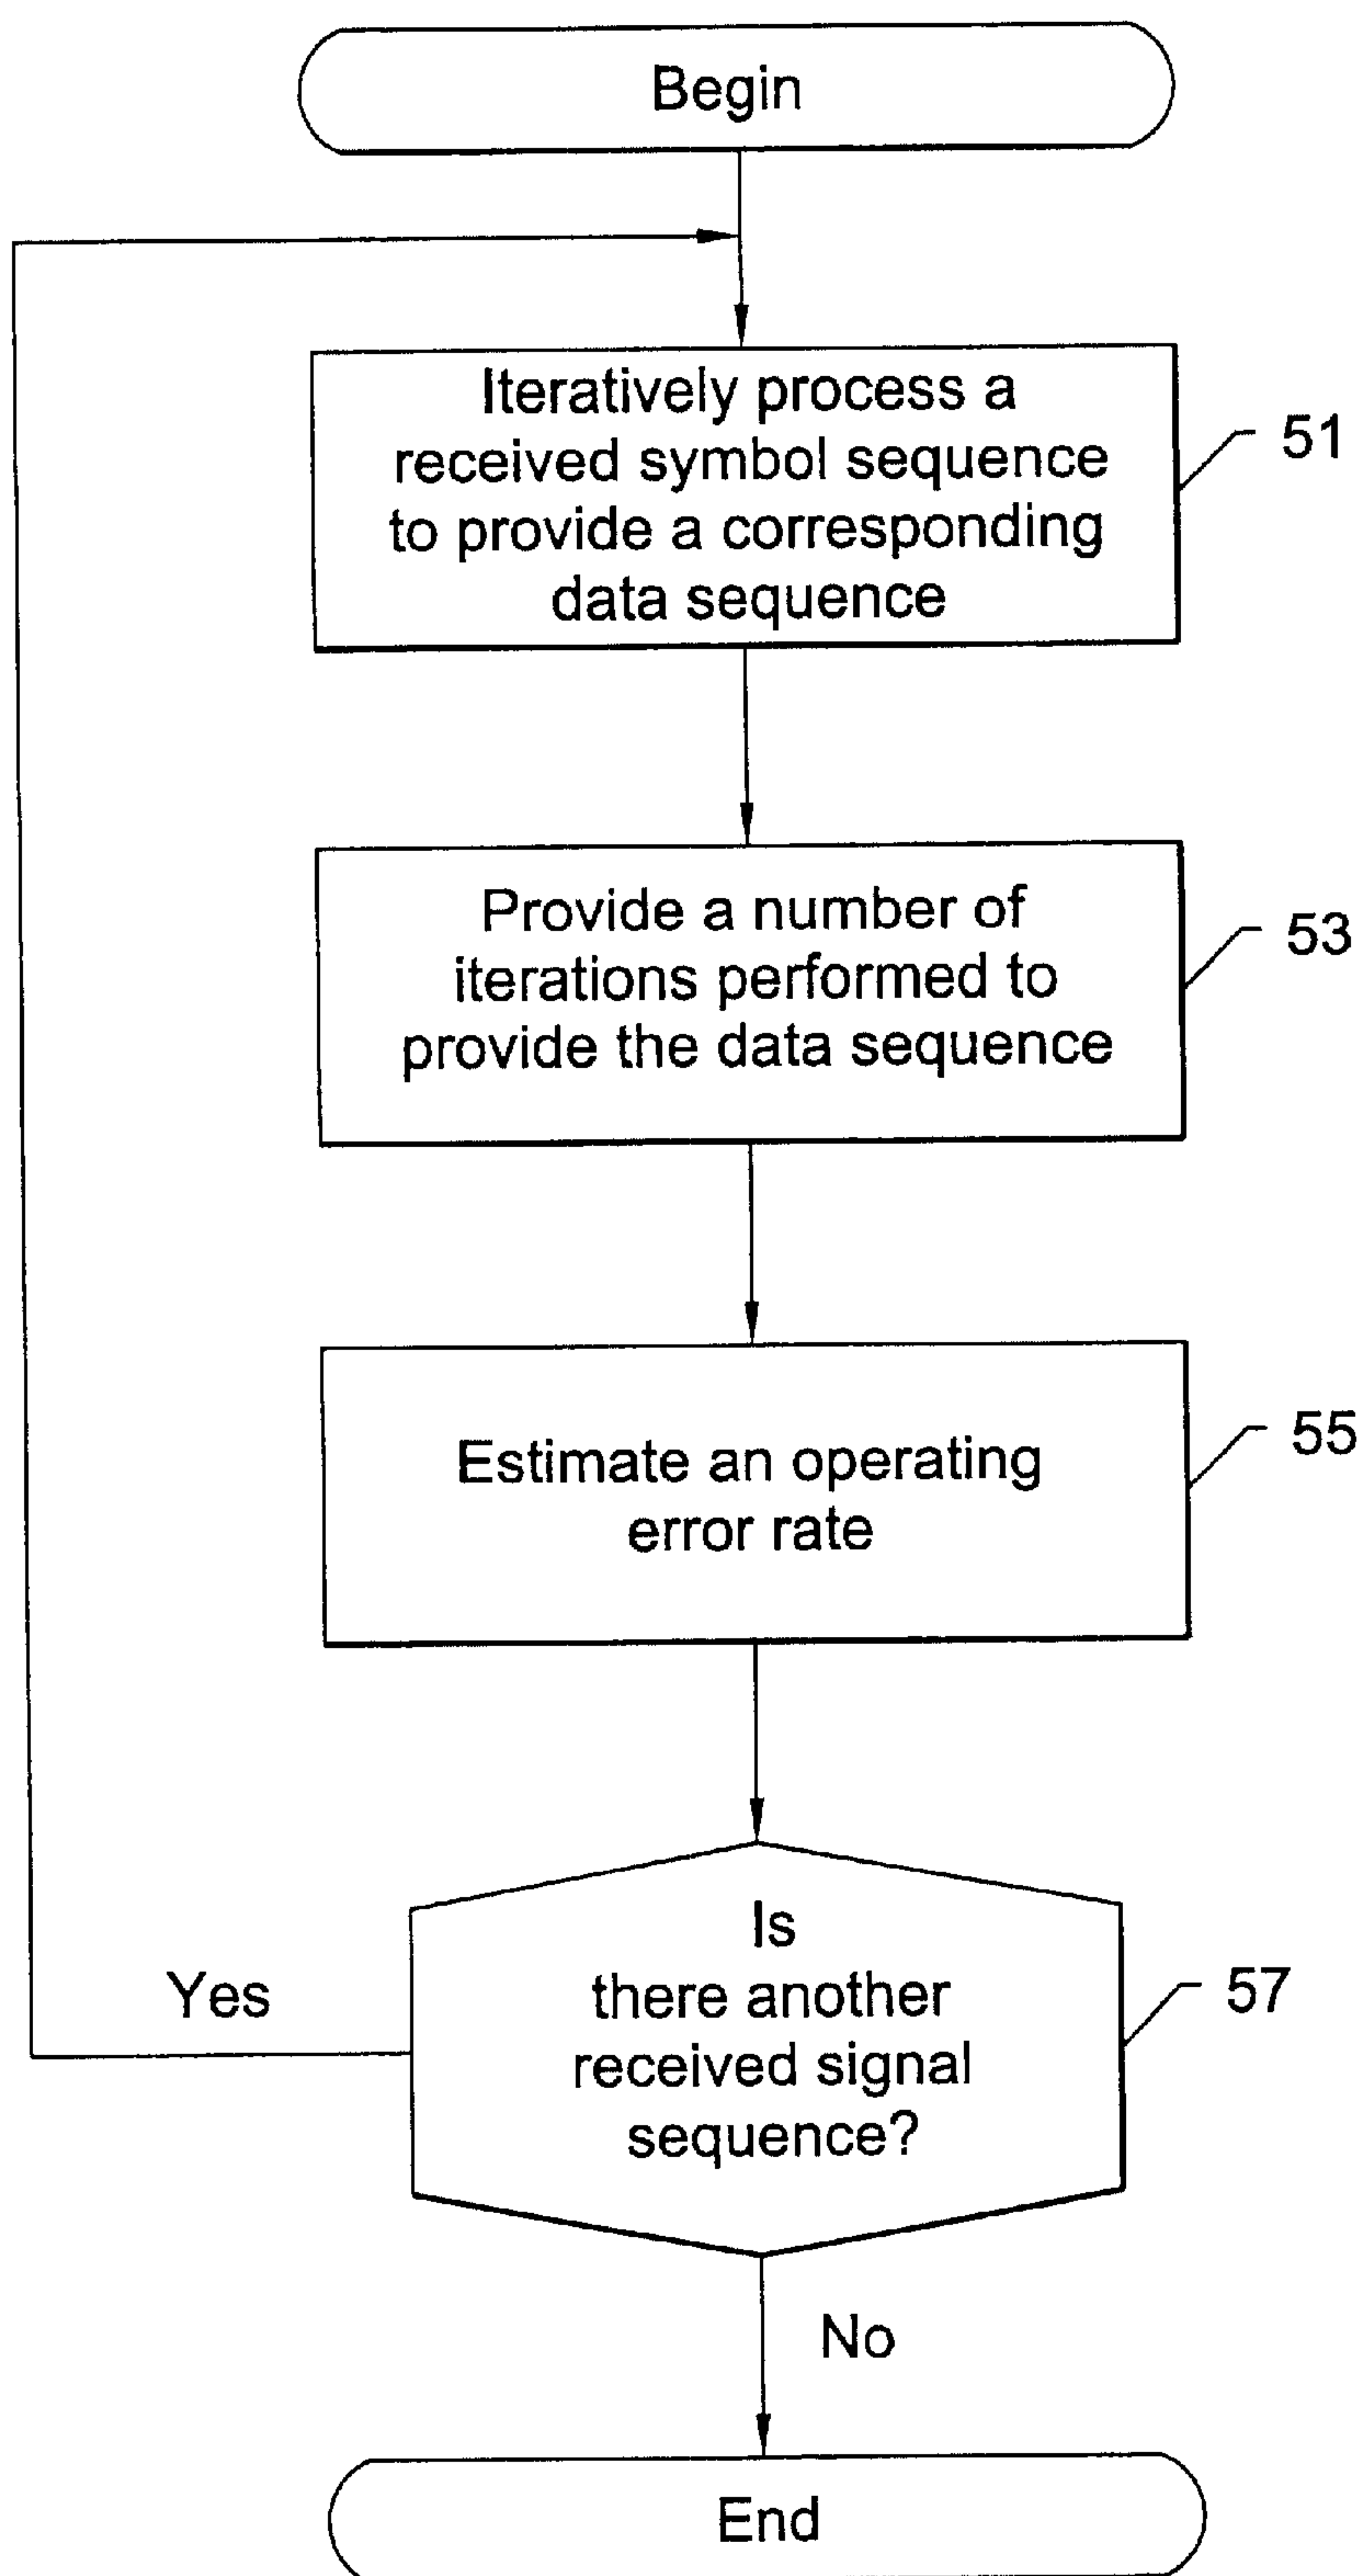 Begin
Iteratively process a
received symbol sequence
to provide a corresponding
data sequence
51
Provide a number of
iterations performed to
provide the data sequence
53
Estimate an operating
error rate
55
Is
there another
received signal
sequence?
57
Yes
No
End